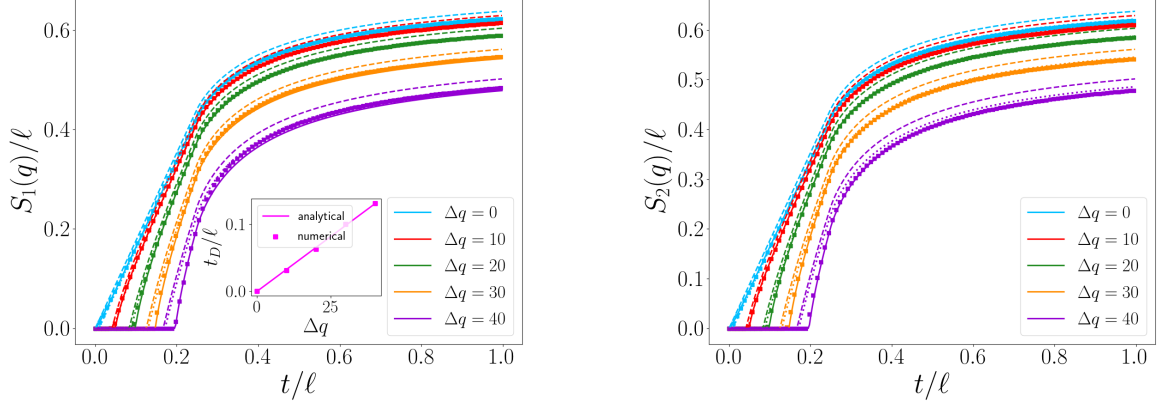 S₁(q)/ℓ
0.6
0.4
0.2
0.0
0.0 0.2 0.4 0.6 0.8 1.0
t/ℓ
t_D/ℓ
0.1
0.0
analytical
numerical
0 25
Δq
Δq = 0
Δq = 10
Δq = 20
Δq = 30
Δq = 40
S₂(q)/ℓ
0.6
0.5
0.4
0.3
0.2
0.1
0.0
0.0 0.2 0.4 0.6 0.8 1.0
t/ℓ
Δq = 0
Δq = 10
Δq = 20
Δq = 30
Δq = 40